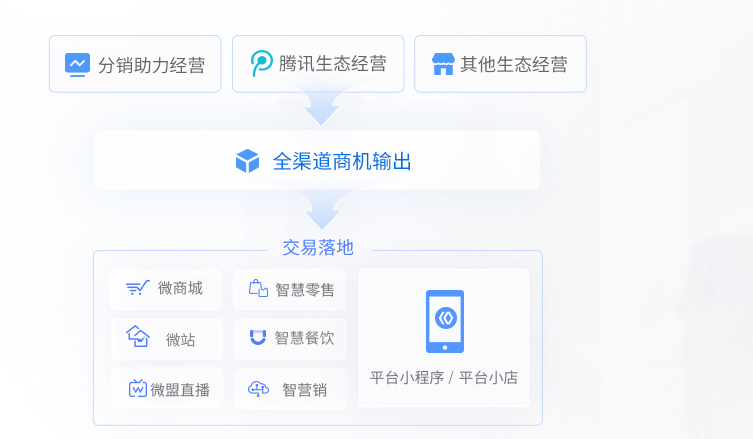 分销助力经营
腾讯生态经营
其他生态经营
全渠道商机输出
交易落地
微商城
智慧零售
微站
智慧餐饮
微盟直播
智营销
平台小程序 / 平台小店